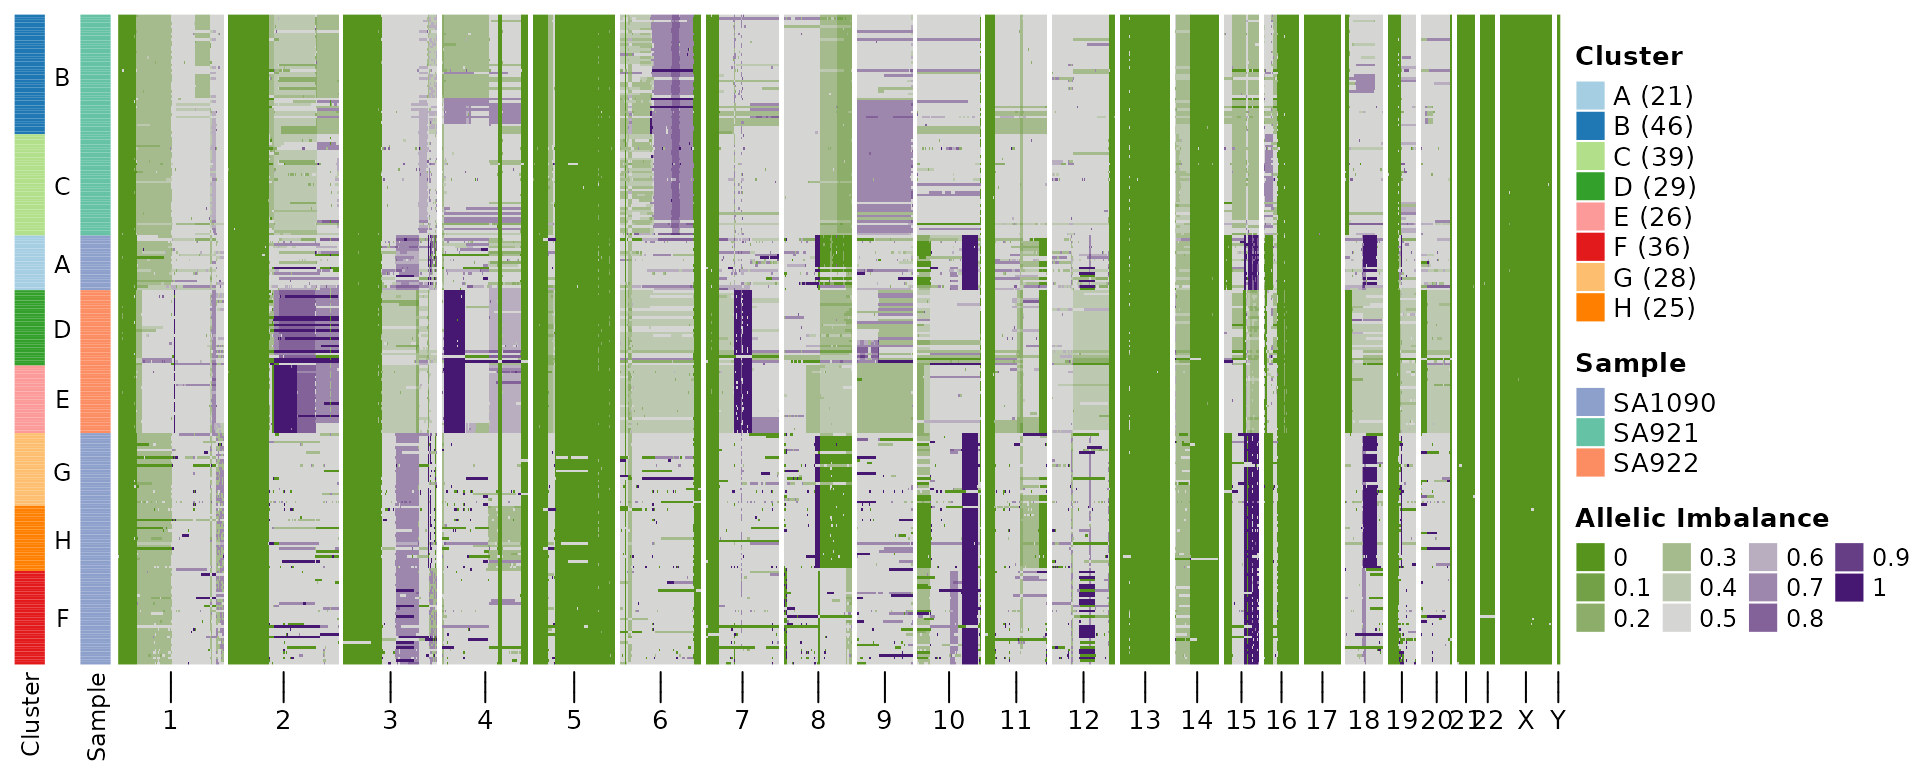 B
C
A
D
E
G
H
F
Cluster
Sample
1 2 3 4 5 6 7 8 9 10 11 12 13 14 15 16 17 18 19 20 21 22 X Y
Cluster
A (21)
B (46)
C (39)
D (29)
E (26)
F (36)
G (28)
H (25)
Sample
SA1090
SA921
SA922
Allelic Imbalance
0 0.3 0.6 0.9
0.1 0.4 0.7 1
0.2 0.5 0.8